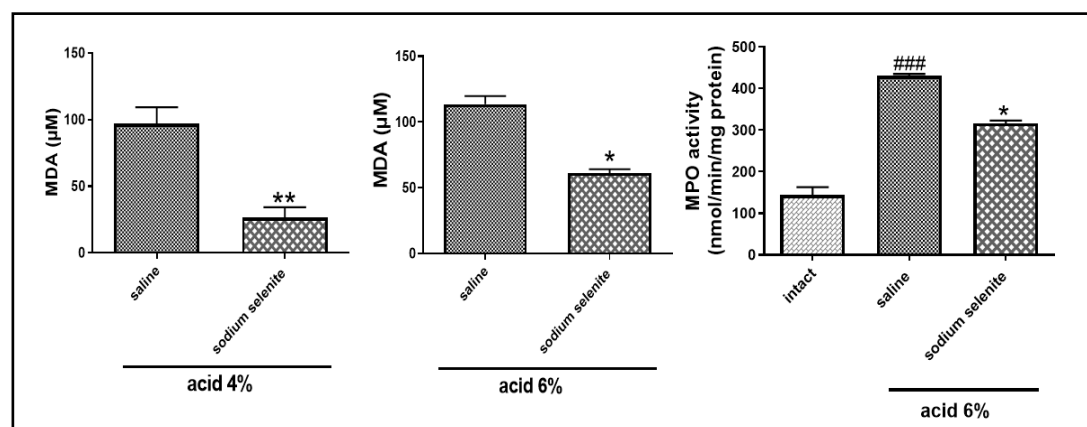 MDA (µM)
150
100
50
0
**
saline
sodium selenite
acid 4%
MDA (µM)
150
100
50
0
*
saline
sodium selenite
acid 6%
MPO activity
(nmol/min/mg protein)
500
400
300
200
100
0
###
*
intact
saline
sodium selenite
acid 6%